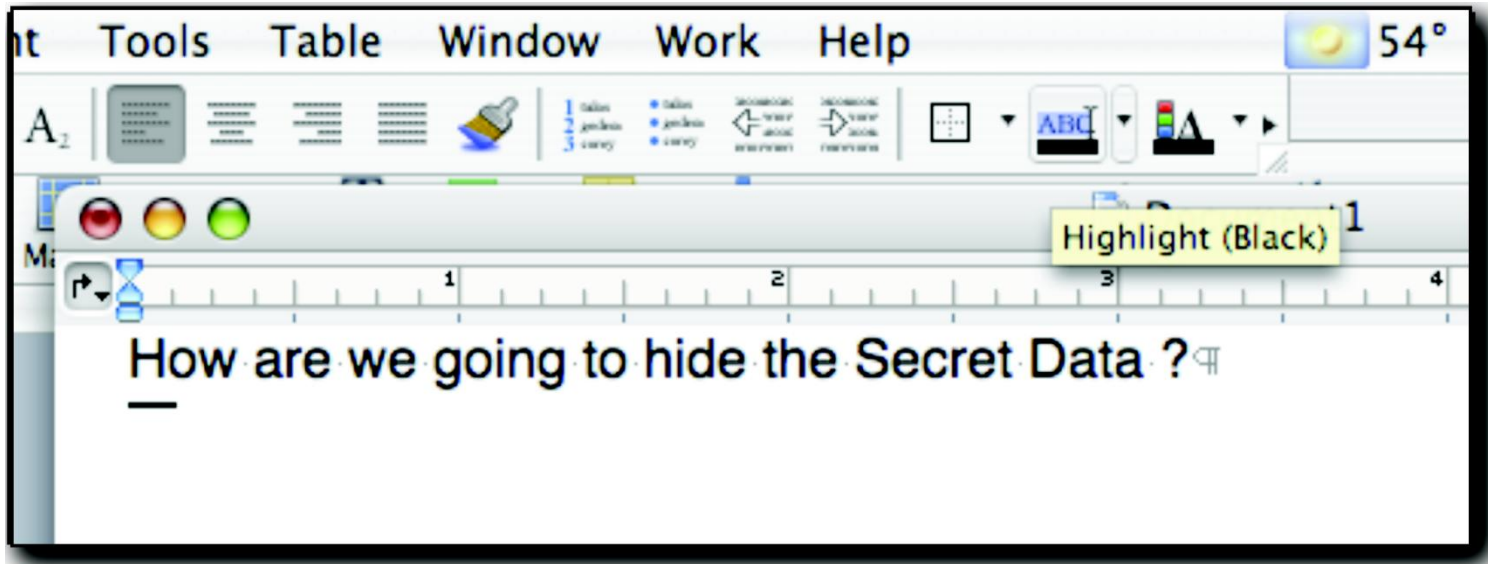 nt Tools Table Window Work Help 54°
A2 ABC A
Ma
1
Highlight (Black)
1 2 3 4
How are we going to hide the Secret Data ?¶